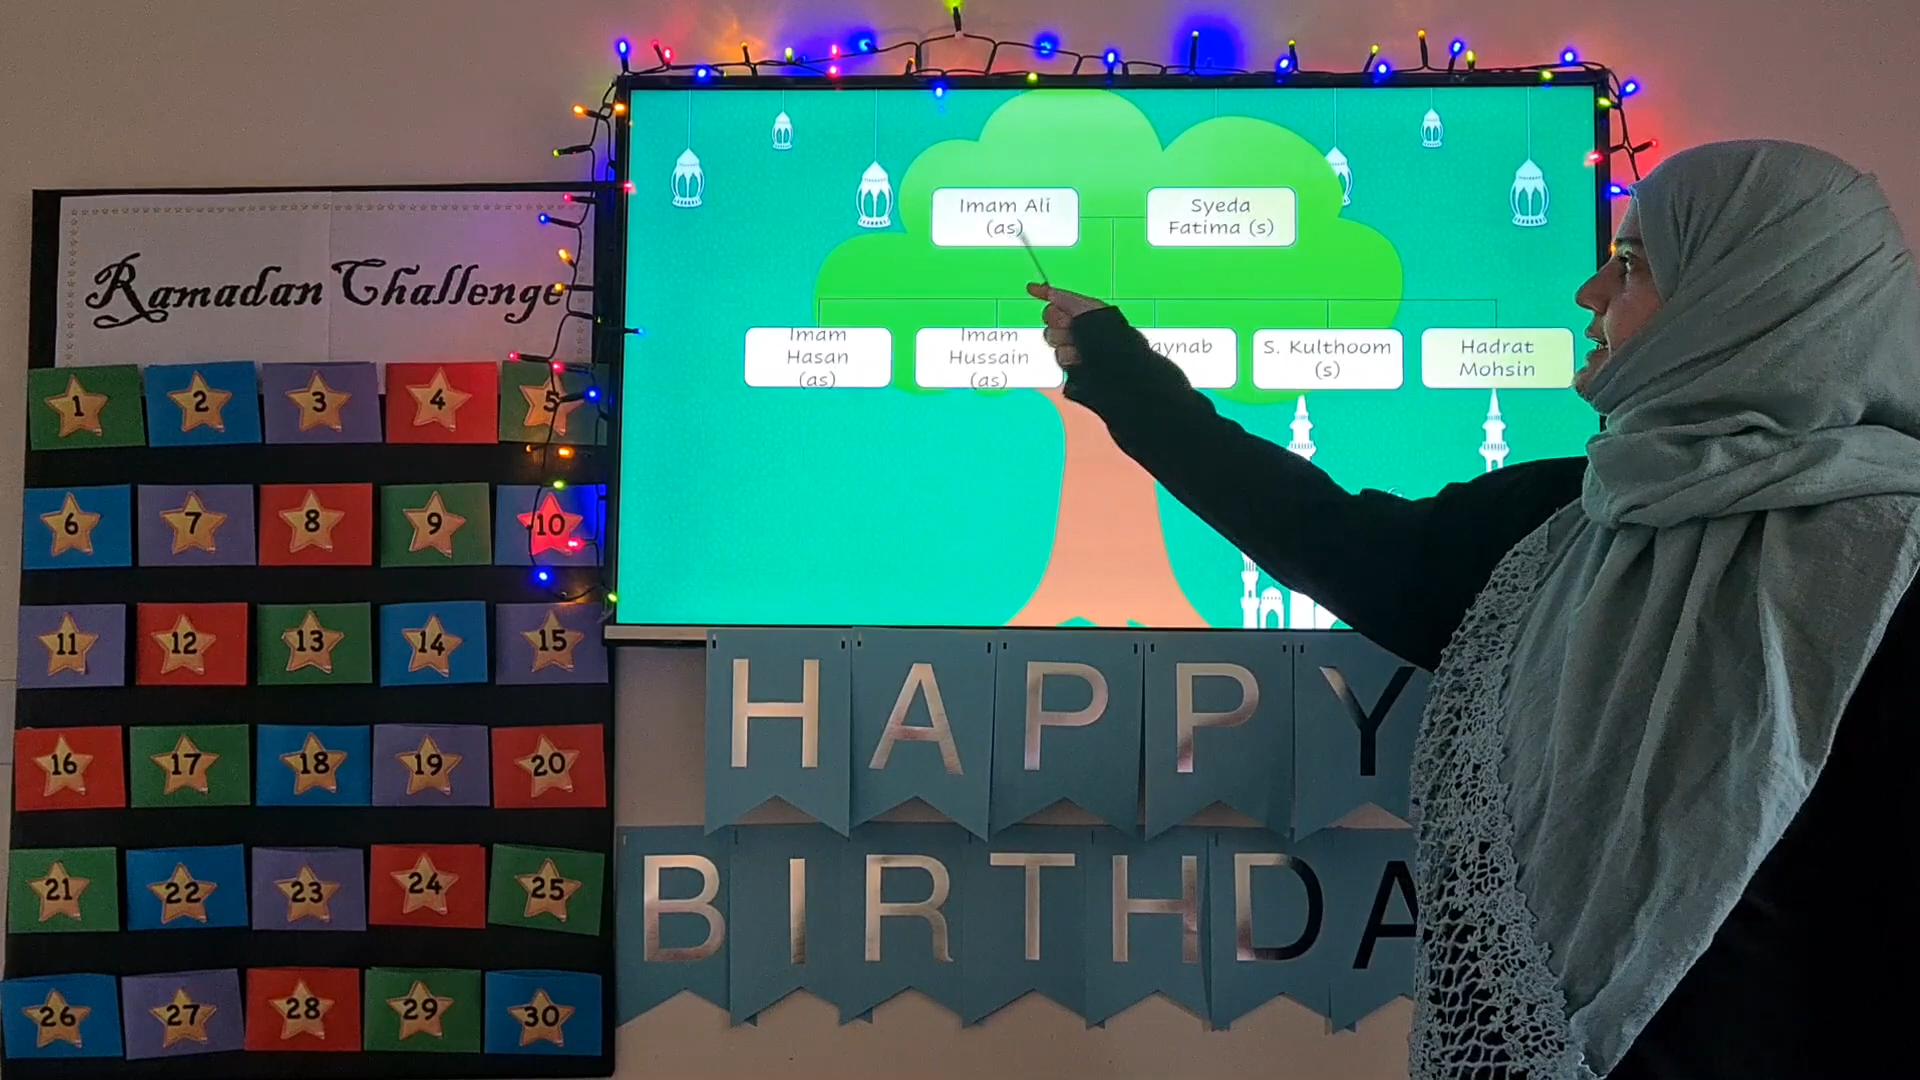 Ramadan Challenge
1 2 3 4 5
6 7 8 9 10
11 12 13 14 15
16 17 18 19 20
21 22 23 24 25
26 27 28 29 30
Imam Ali
(as)
Syeda
Fatima (s)
Imam
Hasan
(as)
Imam
Hussain
(as)
S. Kulthoom
(s)
Hadrat
Mohsin
HAPPY
BIRTHDA